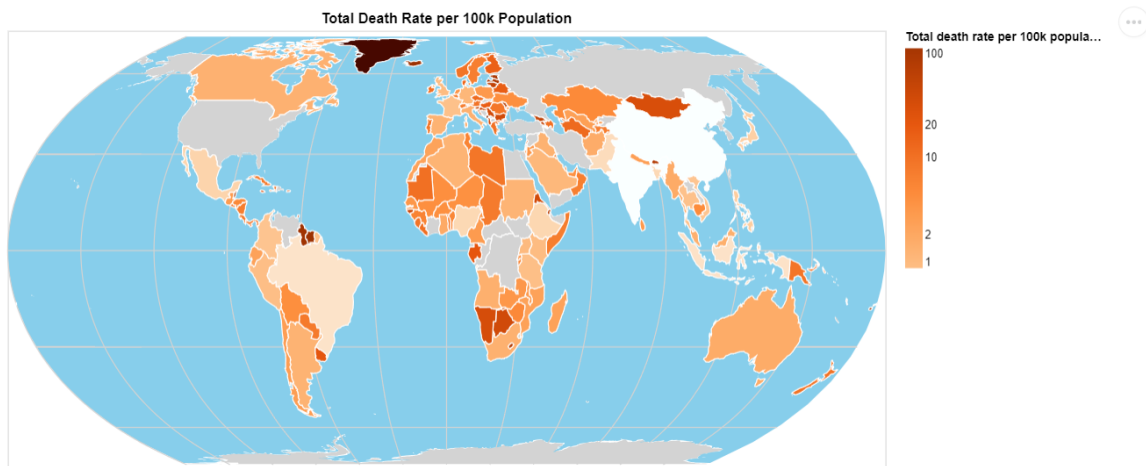 Total Death Rate per 100k Population
Total death rate per 100k popula…
100
20
10
2
1